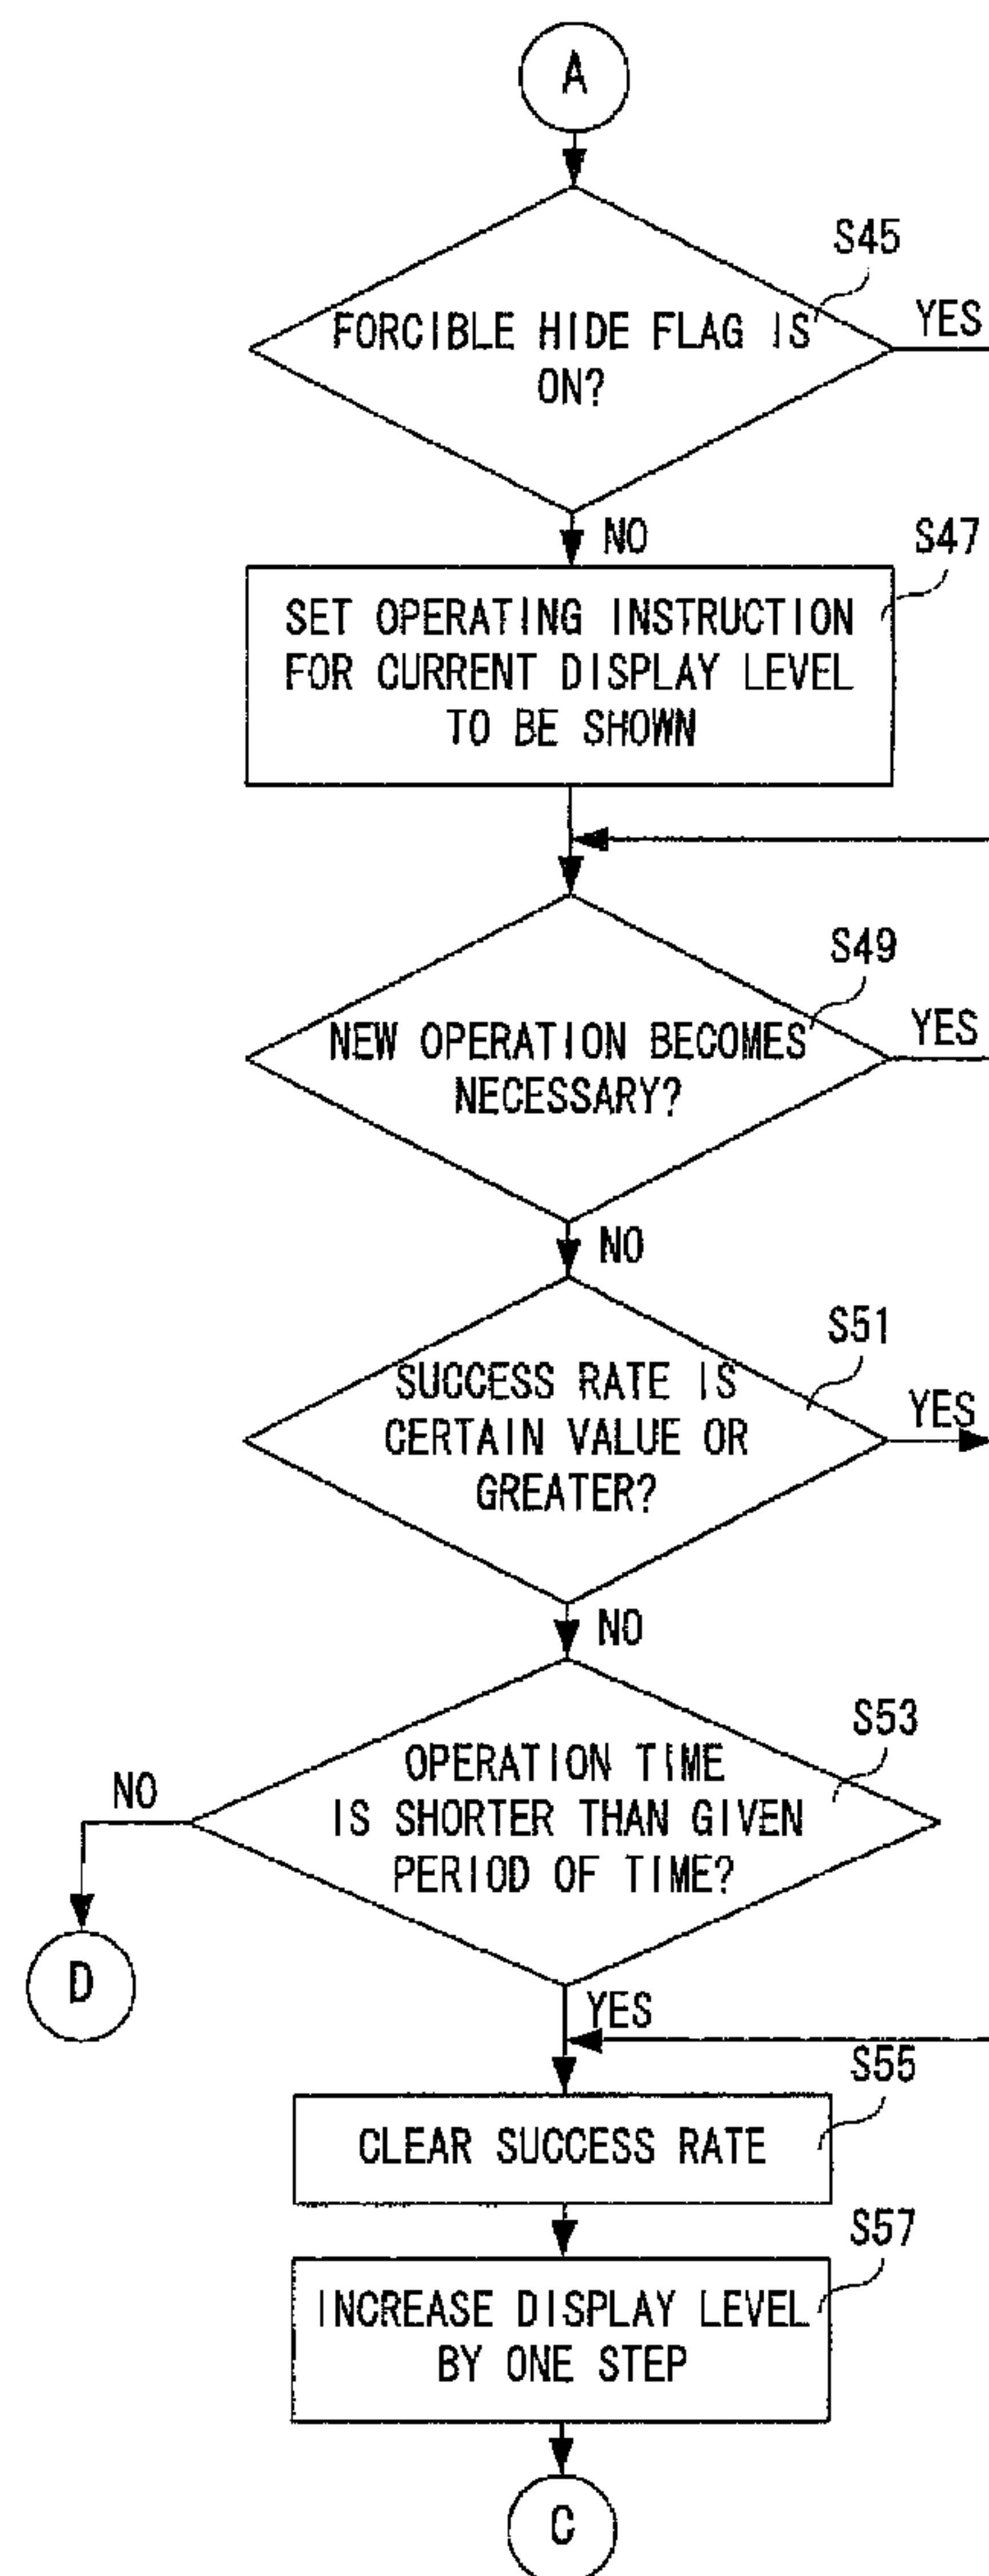 A
S45
FORCIBLE HIDE FLAG IS
ON?
YES
NO
S47
SET OPERATING INSTRUCTION
FOR CURRENT DISPLAY LEVEL
TO BE SHOWN
S49
NEW OPERATION BECOMES
NECESSARY?
YES
NO
S51
SUCCESS RATE IS
CERTAIN VALUE OR
GREATER?
YES
NO
S53
OPERATION TIME
IS SHORTER THAN GIVEN
PERIOD OF TIME?
NO
D
YES
S55
CLEAR SUCCESS RATE
S57
INCREASE DISPLAY LEVEL
BY ONE STEP
C